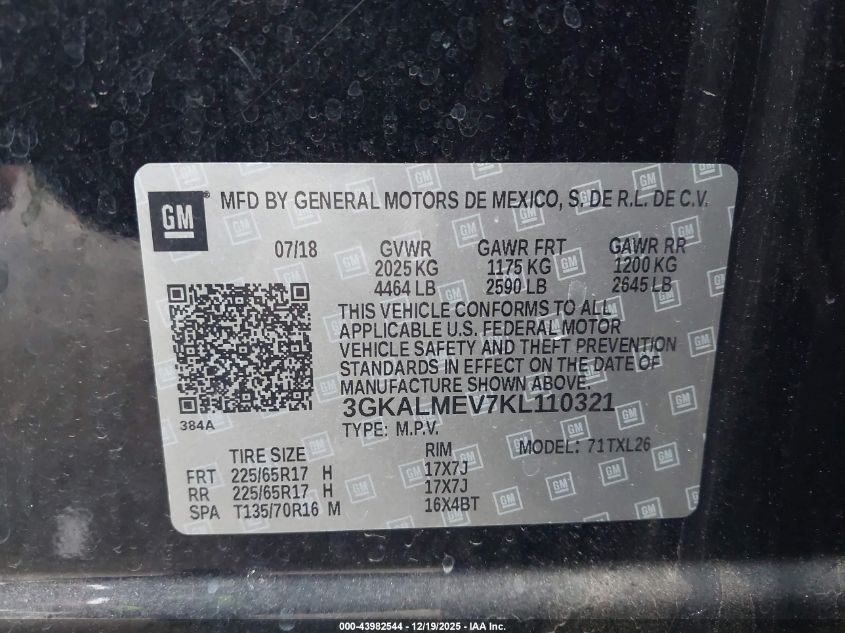 GM ® MFD BY GENERAL MOTORS DE MEXICO, S. DE R.L. DE C.V.
07/18 GVWR GAWR FRT GAWR RR
2025 KG 1175 KG 1200 KG
4464 LB 2590 LB 2645 LB
THIS VEHICLE CONFORMS TO ALL
APPLICABLE U.S. FEDERAL MOTOR
VEHICLE SAFETY AND THEFT PREVENTION
STANDARDS IN EFFECT ON THE DATE OF
MANUFACTURE SHOWN ABOVE.
384A
3GKALMEV7KL110321
TYPE: M.P.V. MODEL: 71TXL26
TIRE SIZE RIM
FRT 225/65R17 H 17X7J
RR 225/65R17 H 17X7J
SPA T135/70R16 M 16X4BT
000-43982544 - 12/19/2025 - IAA Inc.